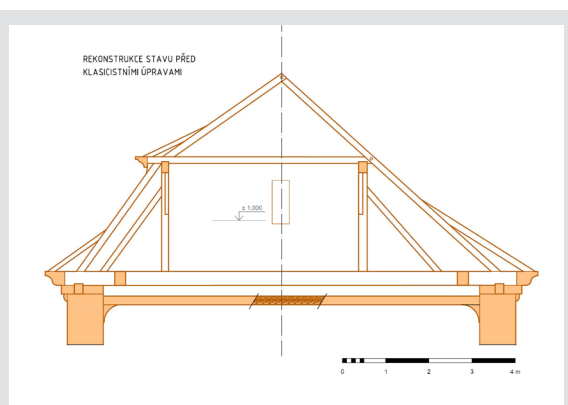 REKONSTRUKCE STAVU PŘED
KLASICISTNÍMI ÚPRAVAMI
± 1,000
0 1 2 3 4 m